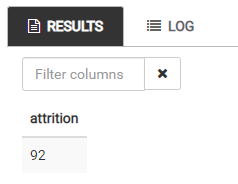 RESULTS LOG
Filter columns
attrition
92